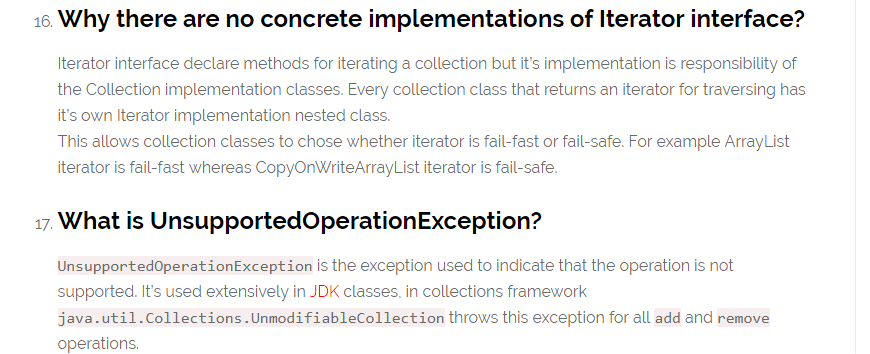 16. Why there are no concrete implementations of Iterator interface?
Iterator interface declare methods for iterating a collection but it's implementation is responsibility of
the Collection implementation classes. Every collection class that returns an iterator for traversing has
it's own Iterator implementation nested class.
This allows collection classes to chose whether iterator is fail-fast or fail-safe. For example ArrayList
iterator is fail-fast whereas CopyOnWriteArrayList iterator is fail-safe.
17. What is UnsupportedOperationException?
UnsupportedOperationException is the exception used to indicate that the operation is not
supported. It's used extensively in JDK classes, in collections framework
java.util.Collections.UnmodifiableCollection throws this exception for all add and remove
operations.